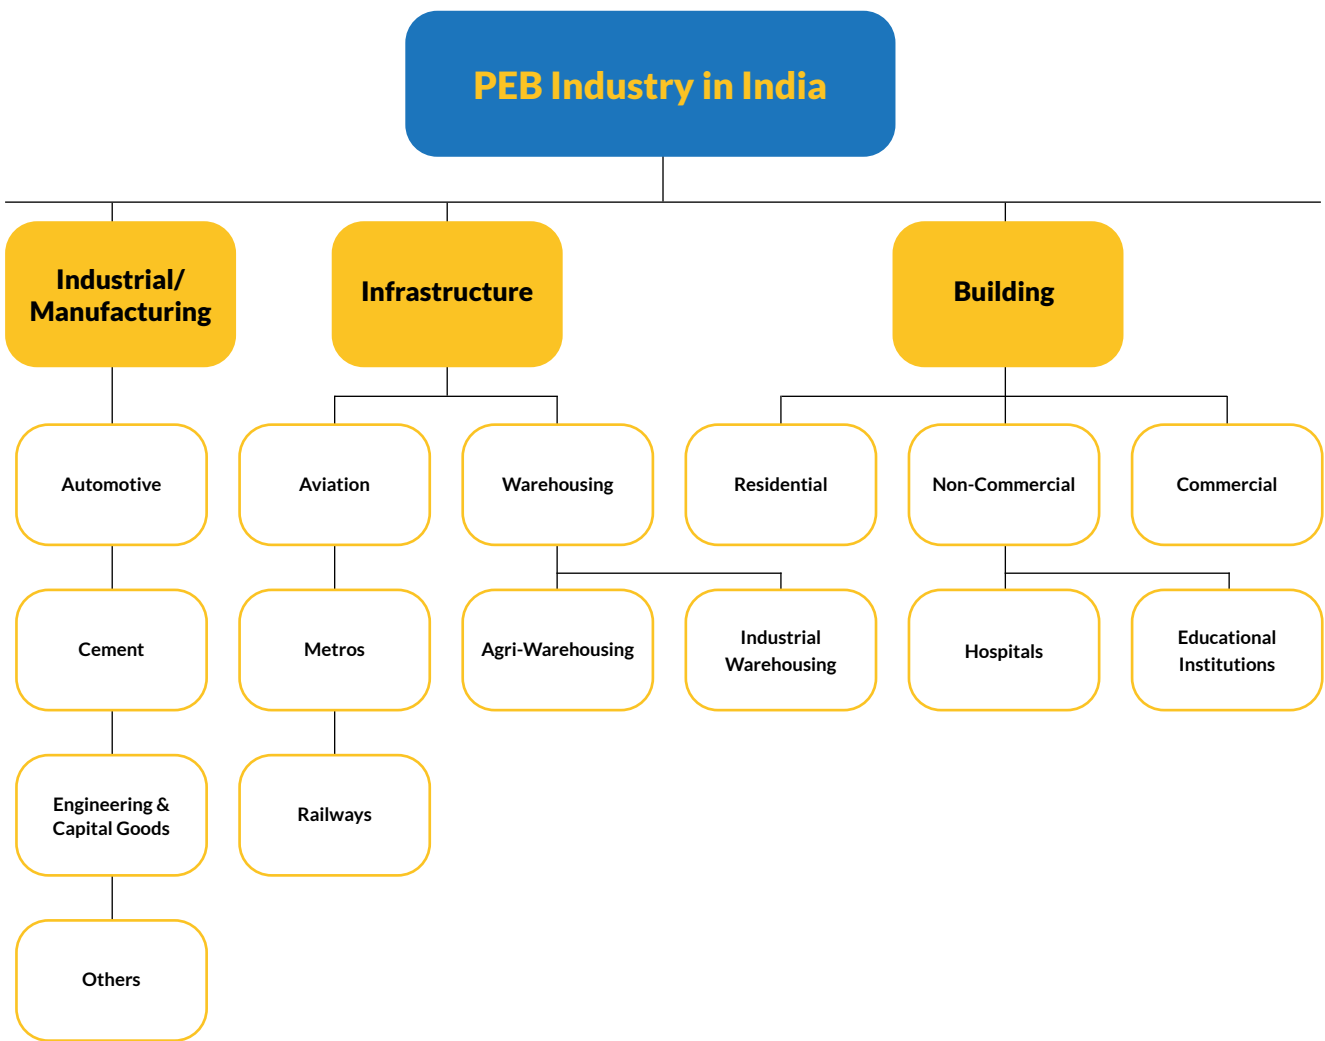 PEB Industry in India
Industrial/
Manufacturing
Infrastructure
Building
Automotive
Aviation
Warehousing
Residential
Non-Commercial
Commercial
Cement
Metros
Agri-Warehousing
Industrial
Warehousing
Hospitals
Educational
Institutions
Engineering &
Capital Goods
Railways
Others